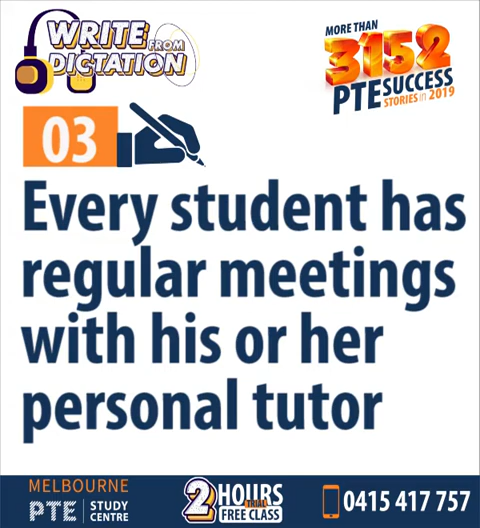 WRITE FROM
DICTATION
MORE THAN
3152
PTE SUCCESS
STORIES in 2019
03
Every student has
regular meetings
with his or her
personal tutor
MELBOURNE
PTE STUDY
CENTRE
2 HOURS
TRIAL
FREE CLASS
0415 417 757